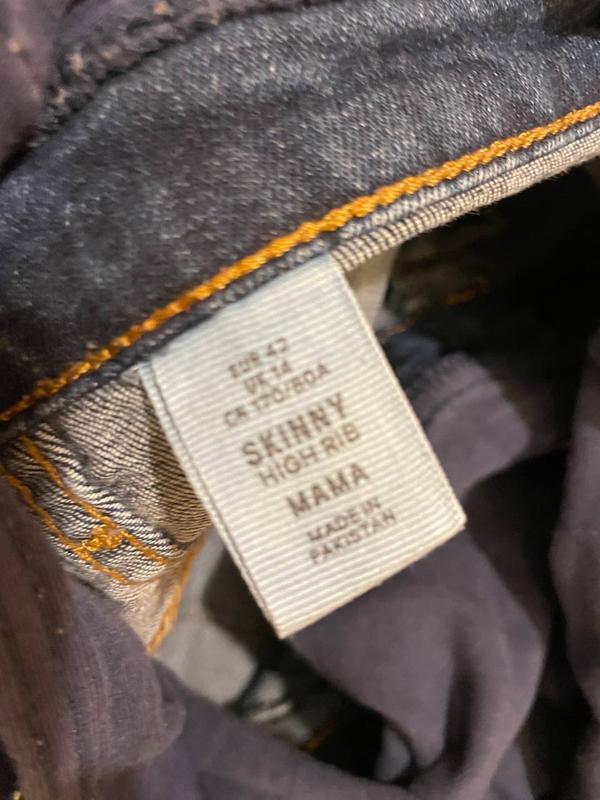 EUR 42
UK 14
CN 170/80A
SKINNY
HIGH RIB
MAMA
MADE IN
PAKISTAN